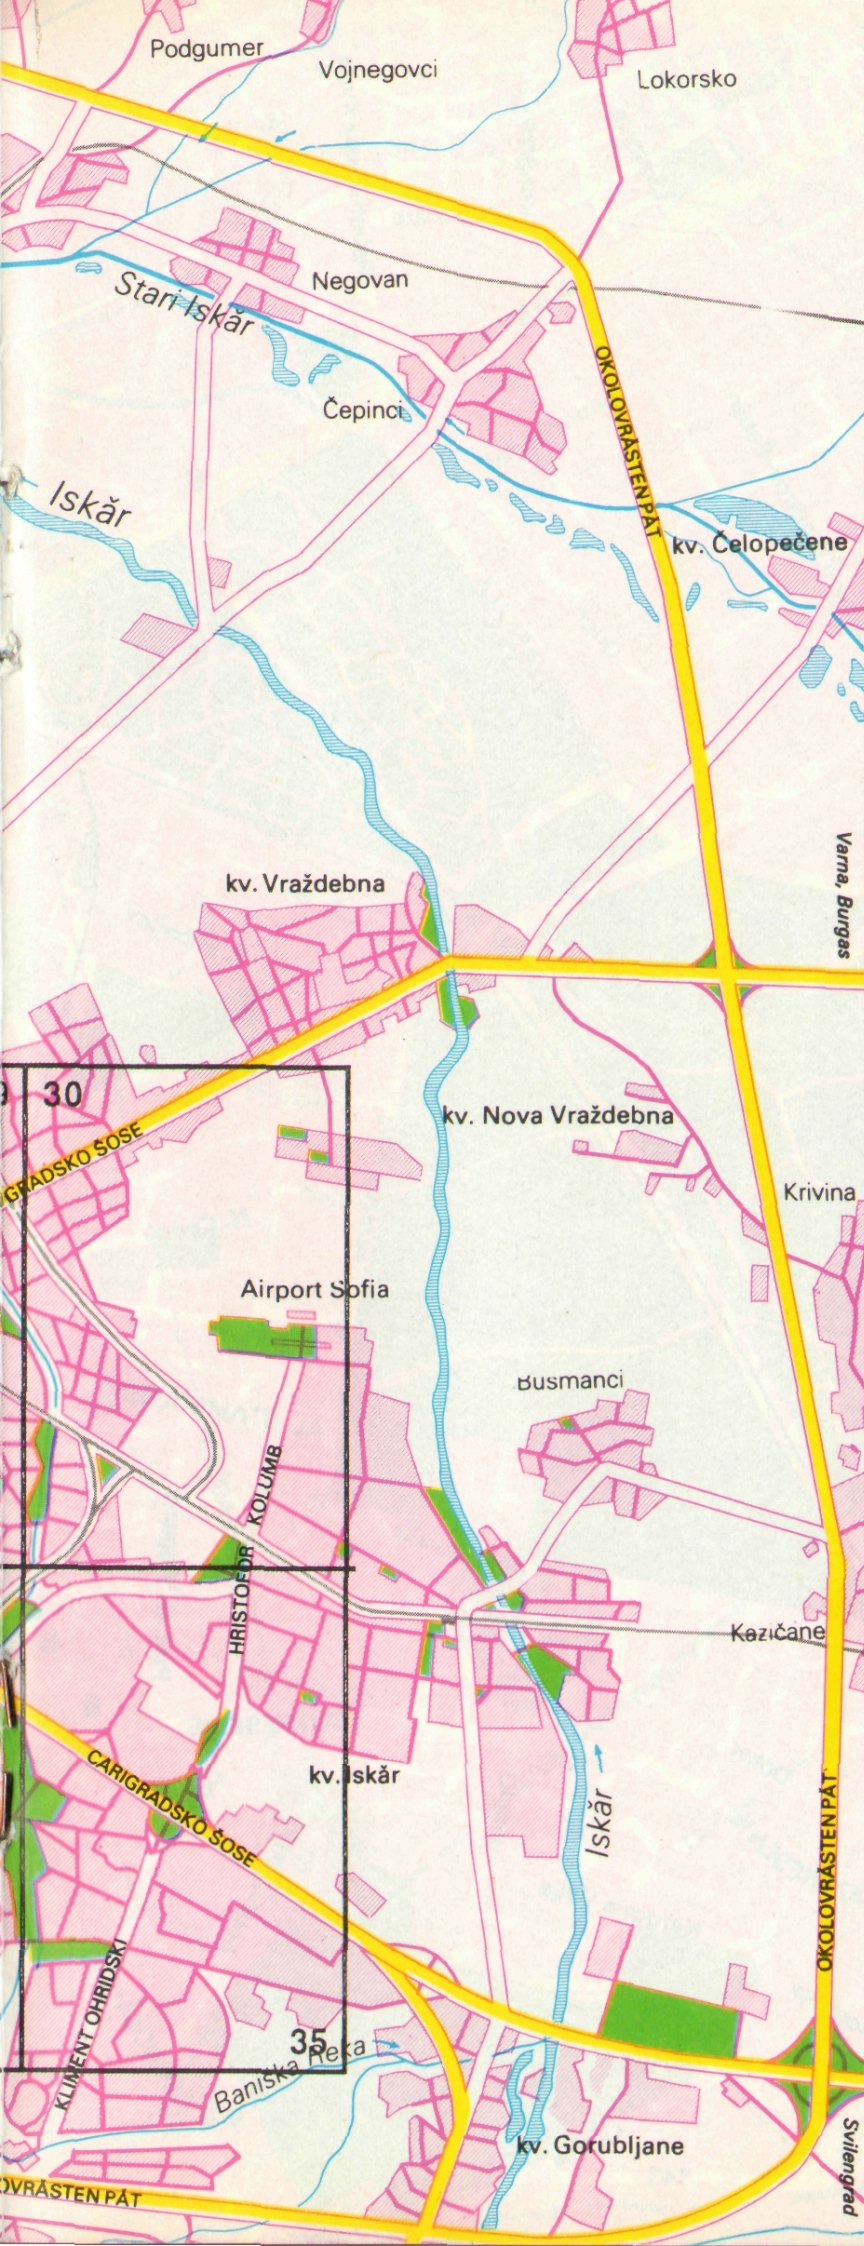 Podgumer
Vojnegovci
Lokorsko
Negovan
Stari Iskăr
OKOLOVRĂSTEN PĂT
Čepinci
Iskăr
kv. Čelopečene
Varna, Burgas
kv. Vraždebna
9
30
GRADSKO ŠOSE
kv. Nova Vraždebna
Krivina
Airport Sofia
Busmanci
HRISTOFOR KOLUMB
Kazičane
kv. Iskăr
CARIGRADSKO ŠOSE
Iskăr
OKOLOVRĂSTEN PĂT
KLIMENT OHRIDSKI
35
Baniška Reka
kv. Gorubljane
Svilengrad
OVRĂSTEN PĂT